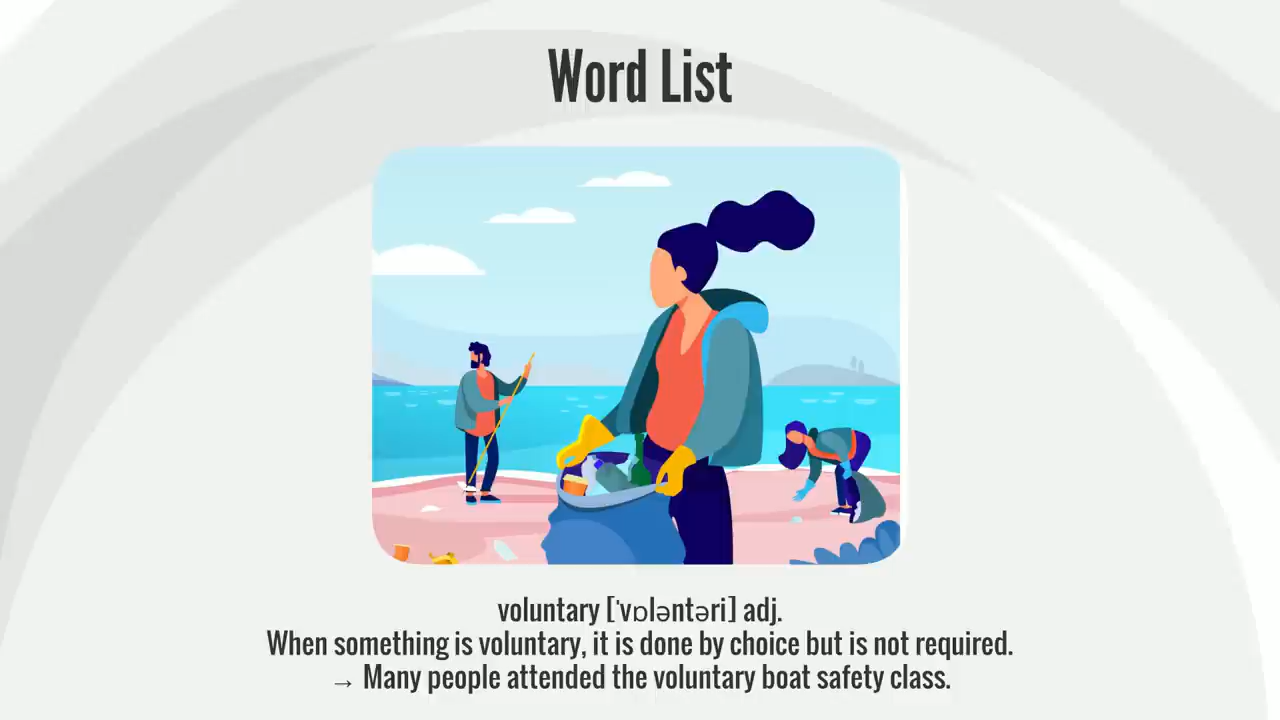 Word List
voluntary [ˈvɒləntəri] adj.
When something is voluntary, it is done by choice but is not required.
→ Many people attended the voluntary boat safety class.